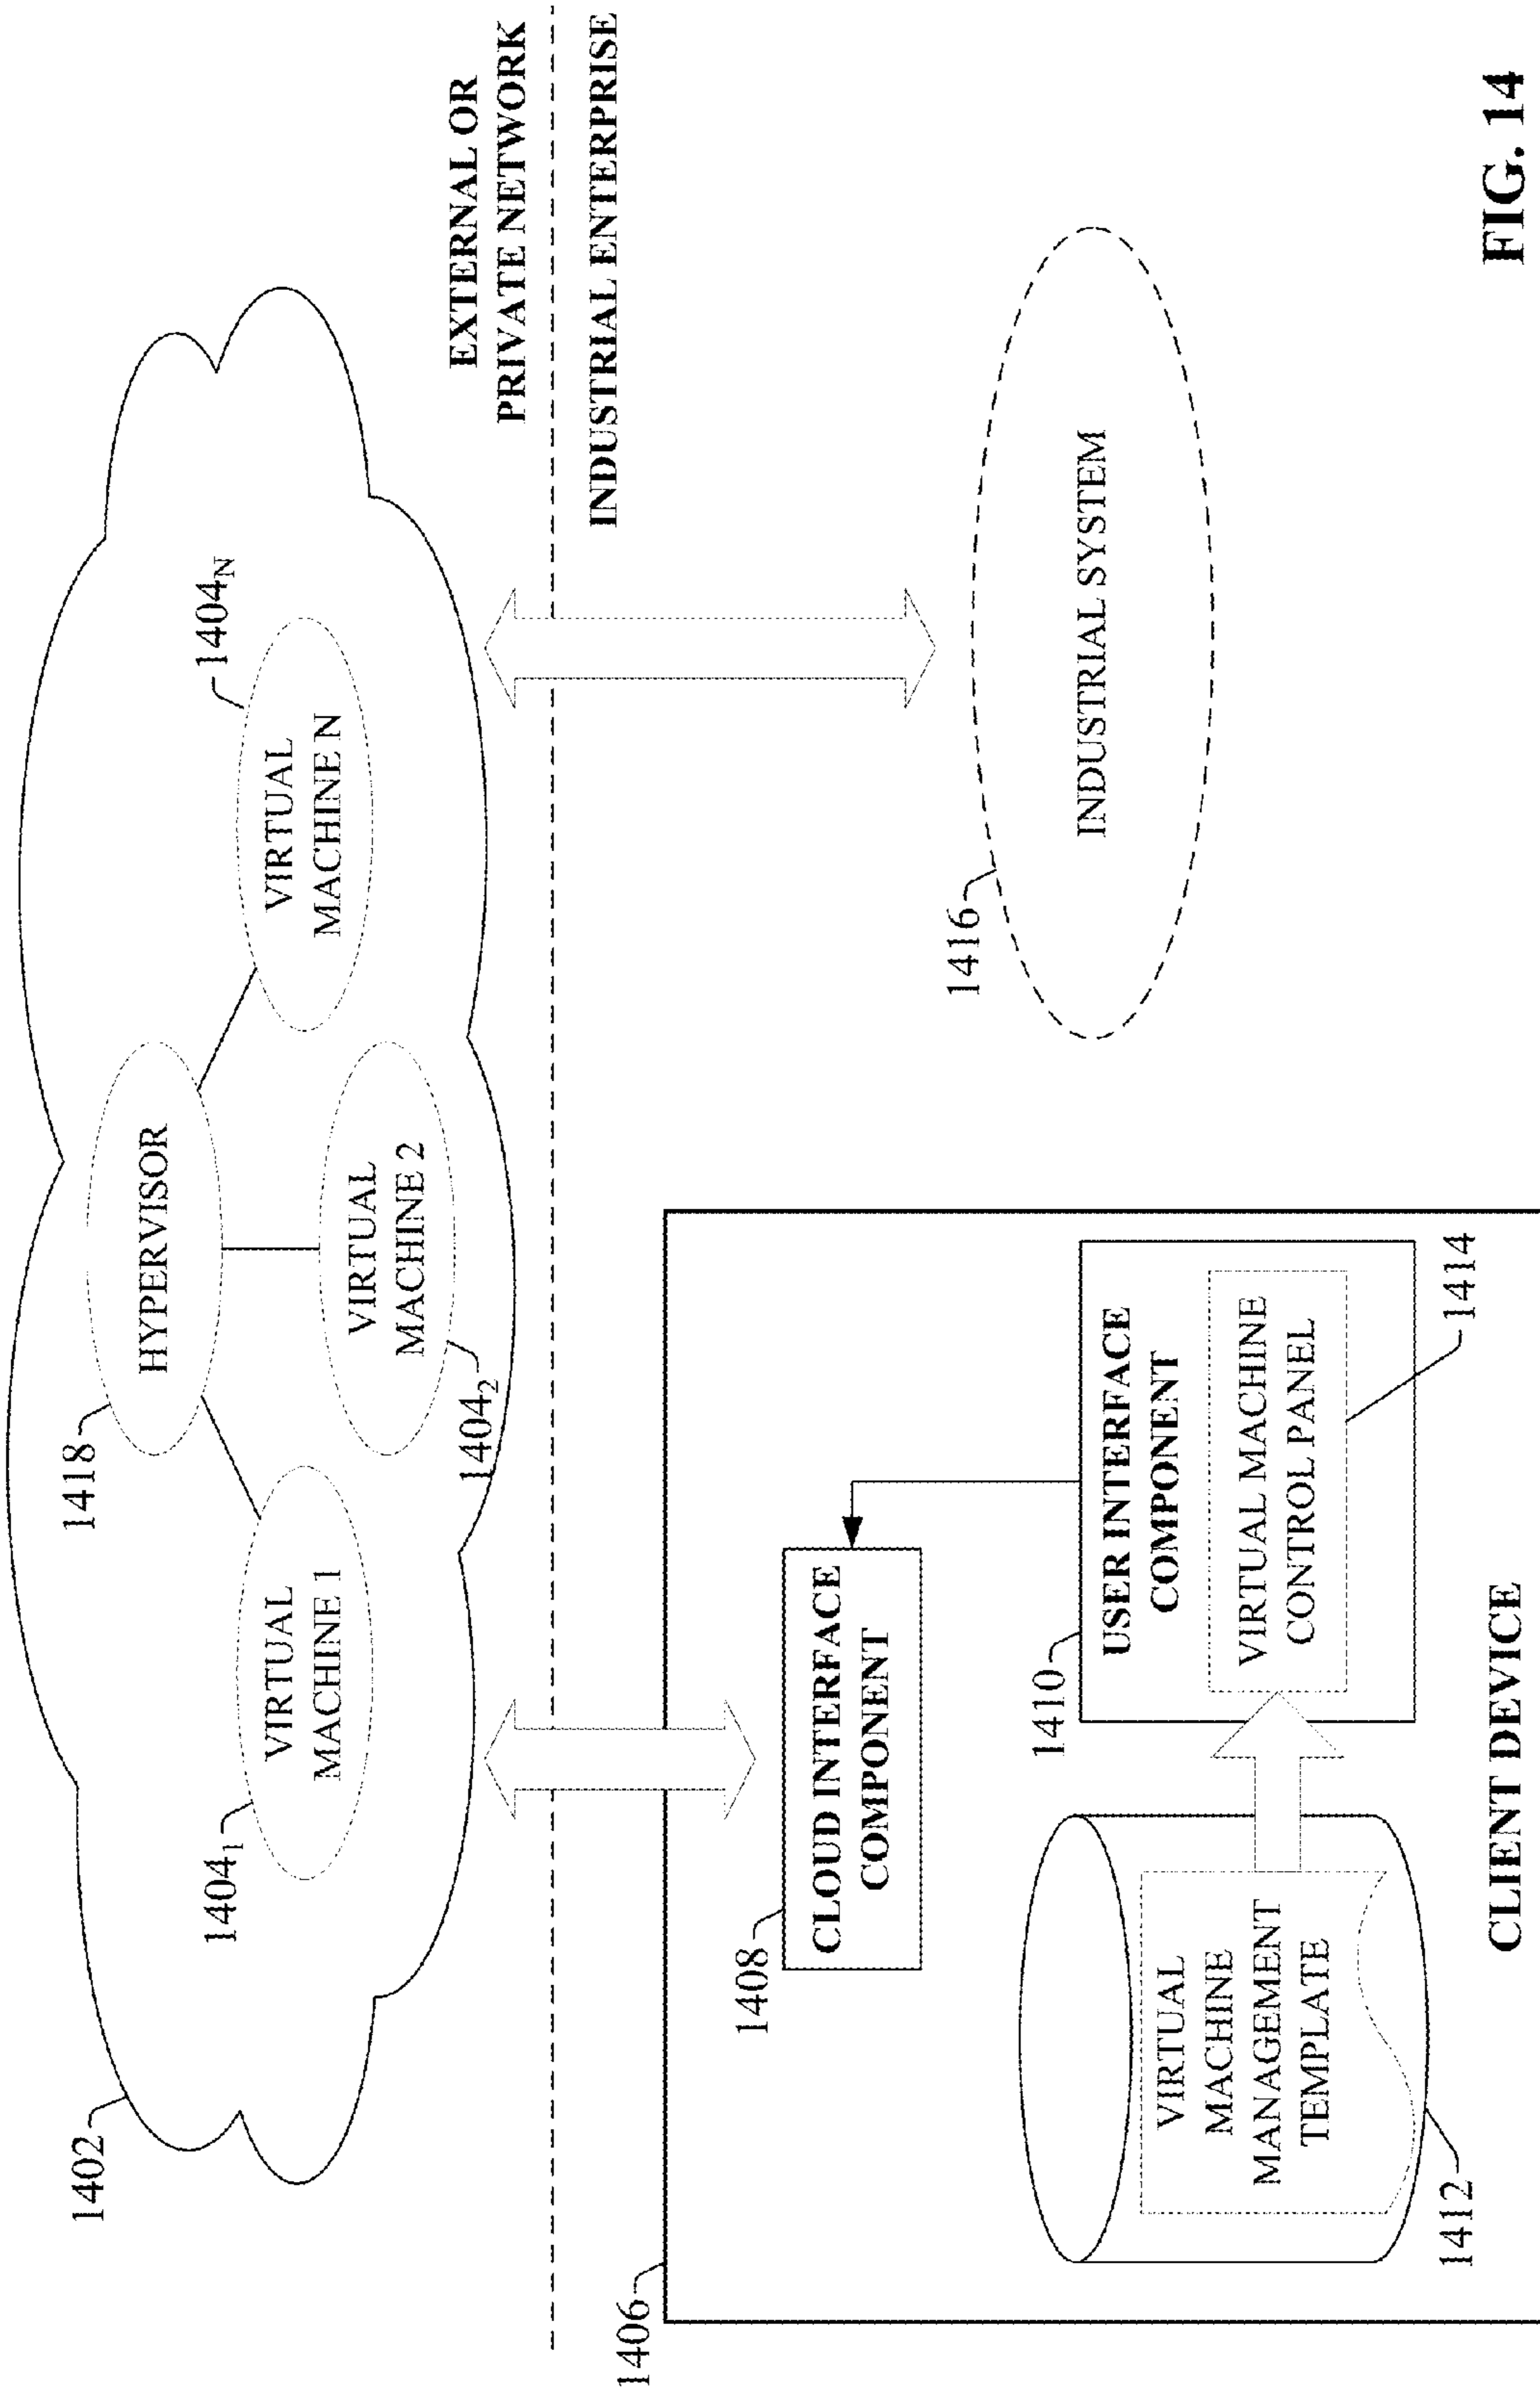 1402
1418
HYPERVISOR
1404₁
VIRTUAL
MACHINE 1
VIRTUAL
MACHINE 2
1404₂
1404N
VIRTUAL
MACHINE N
EXTERNAL OR
PRIVATE NETWORK
INDUSTRIAL ENTERPRISE
1406
1408
CLOUD INTERFACE
COMPONENT
1410
USER INTERFACE
COMPONENT
VIRTUAL MACHINE
CONTROL PANEL
1414
VIRTUAL
MACHINE
MANAGEMENT
TEMPLATE
1412
CLIENT DEVICE
1416
INDUSTRIAL SYSTEM
FIG. 14